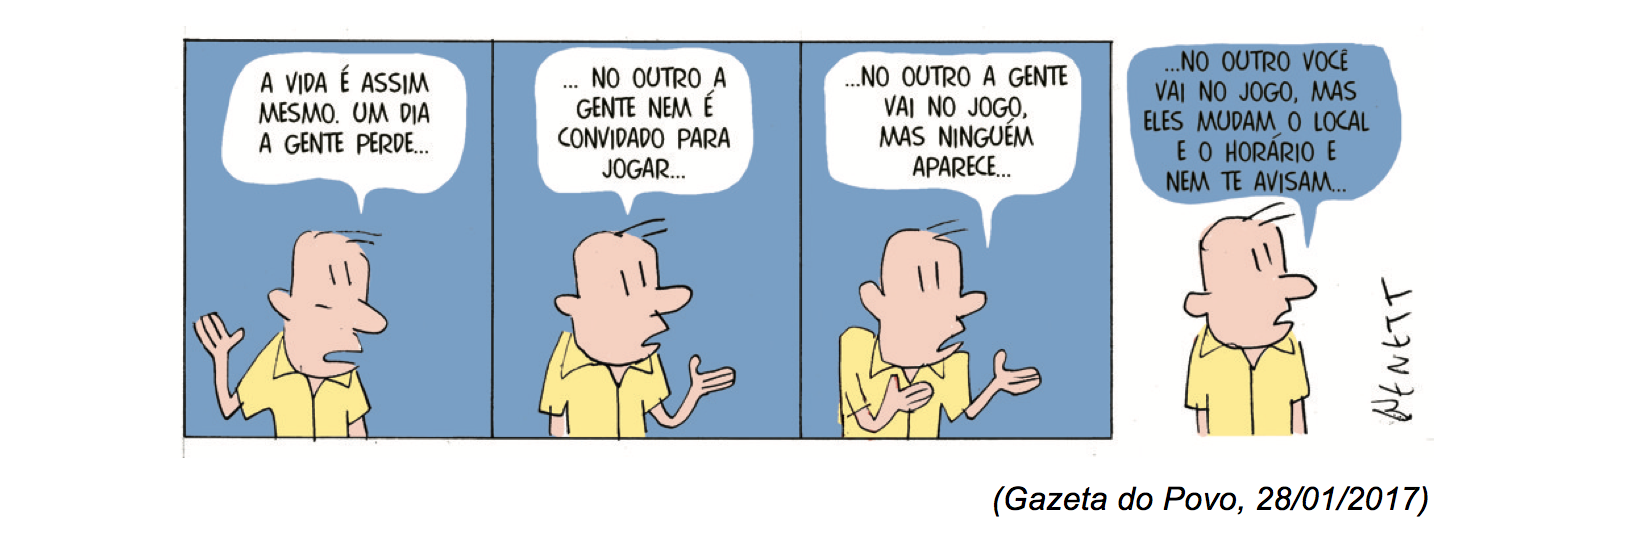 A VIDA É ASSIM
MESMO. UM DIA
A GENTE PERDE...
... NO OUTRO A
GENTE NEM É
CONVIDADO PARA
JOGAR...
...NO OUTRO A GENTE
VAI NO JOGO,
MAS NINGUÉM
APARECE...
...NO OUTRO VOCÊ
VAI NO JOGO, MAS
ELES MUDAM O LOCAL
E O HORÁRIO E
NEM TE AVISAM...
BENETT
(Gazeta do Povo, 28/01/2017)